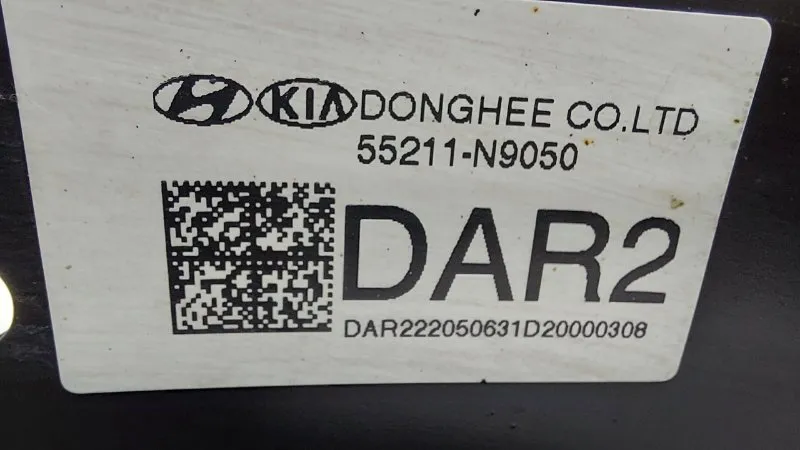 KIA DONGHEE CO.LTD
55211-N9050
DAR2
DAR222050631D20000308